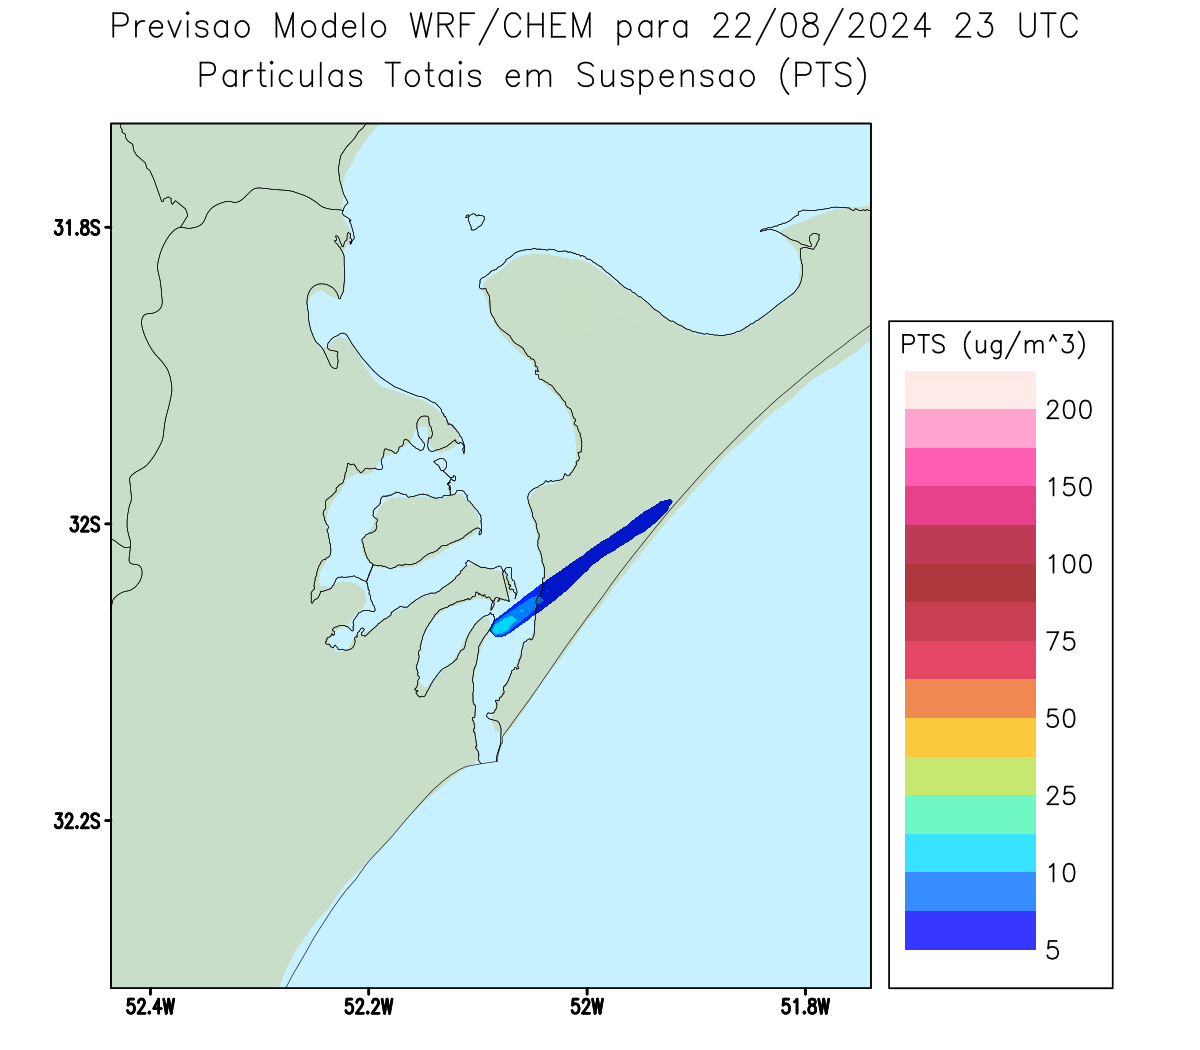 Previsao Modelo WRF/CHEM para 22/08/2024 23 UTC
Particulas Totais em Suspensao (PTS)
31.8S
32S
32.2S
52.4W
52.2W
52W
51.8W
PTS (ug/m^3)
200
150
100
75
50
25
10
5